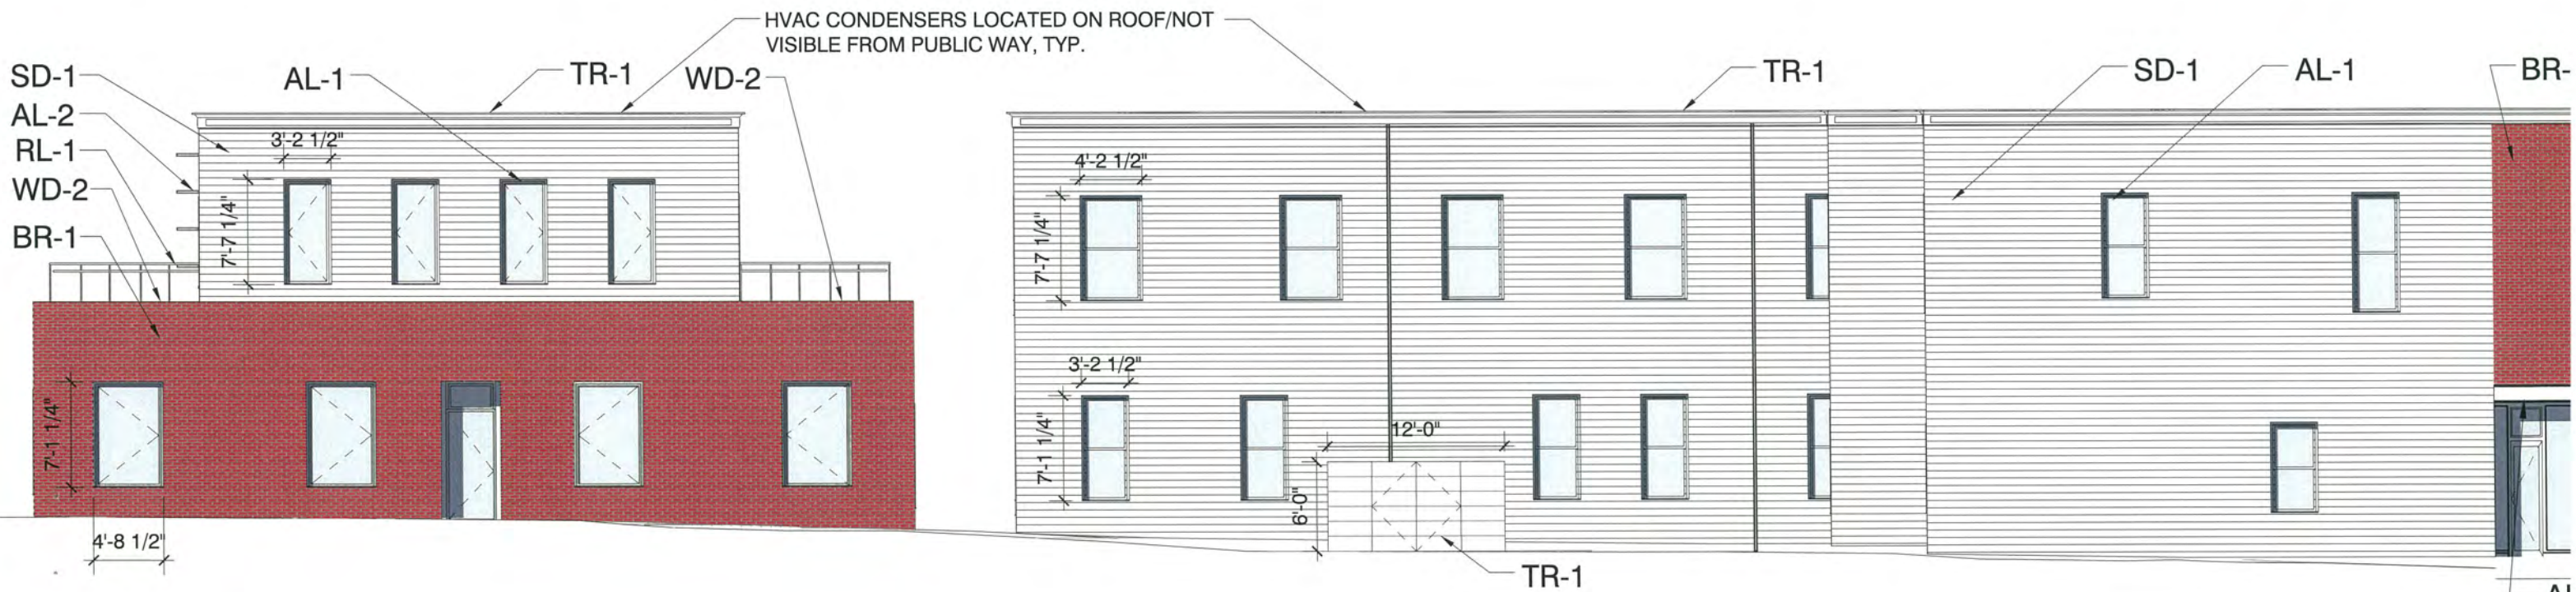 HVAC CONDENSERS LOCATED ON ROOF/NOT
VISIBLE FROM PUBLIC WAY, TYP.
SD-1
AL-1
TR-1
WD-2
TR-1
SD-1
AL-1
BR-
AL-2
RL-1
WD-2
BR-1
3'-2 1/2"
7'-7 1/4"
4'-2 1/2"
7'-7 1/4"
7'-1 1/4"
4'-8 1/2"
3'-2 1/2"
7'-1 1/4"
12'-0"
6'-0"
TR-1